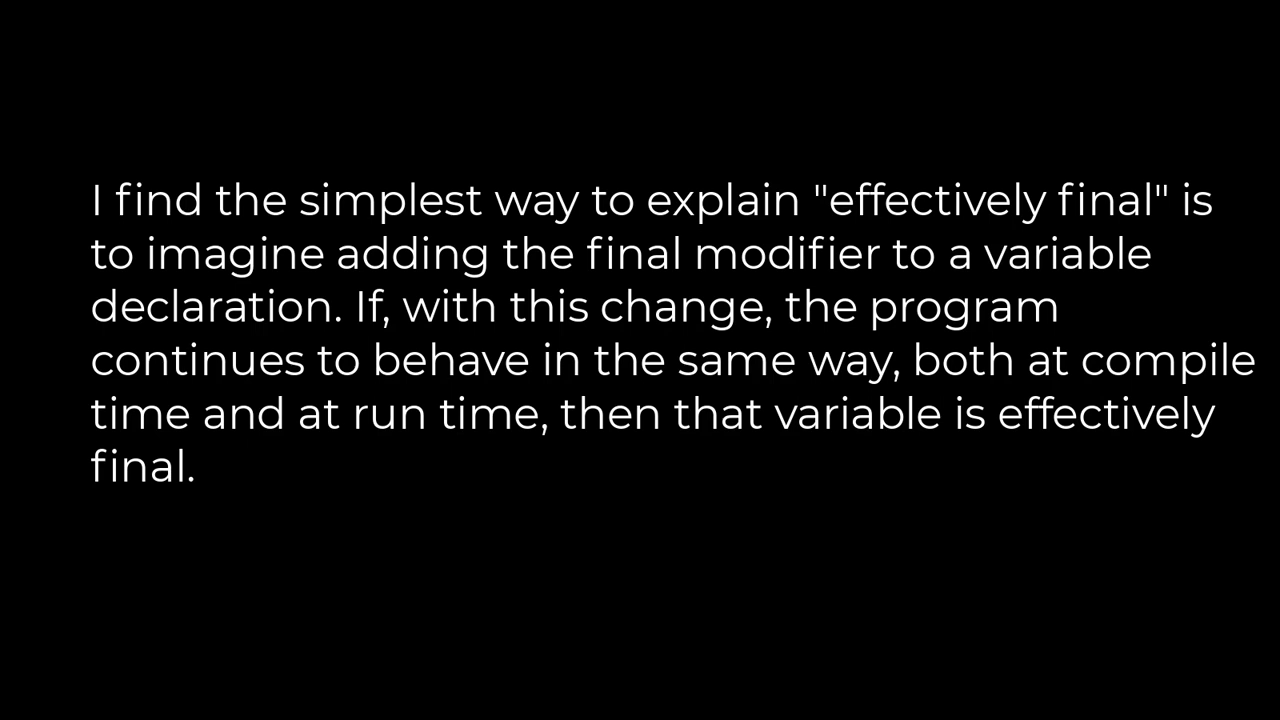 I find the simplest way to explain "effectively final" is
to imagine adding the final modifier to a variable
declaration. If, with this change, the program
continues to behave in the same way, both at compile
time and at run time, then that variable is effectively
final.